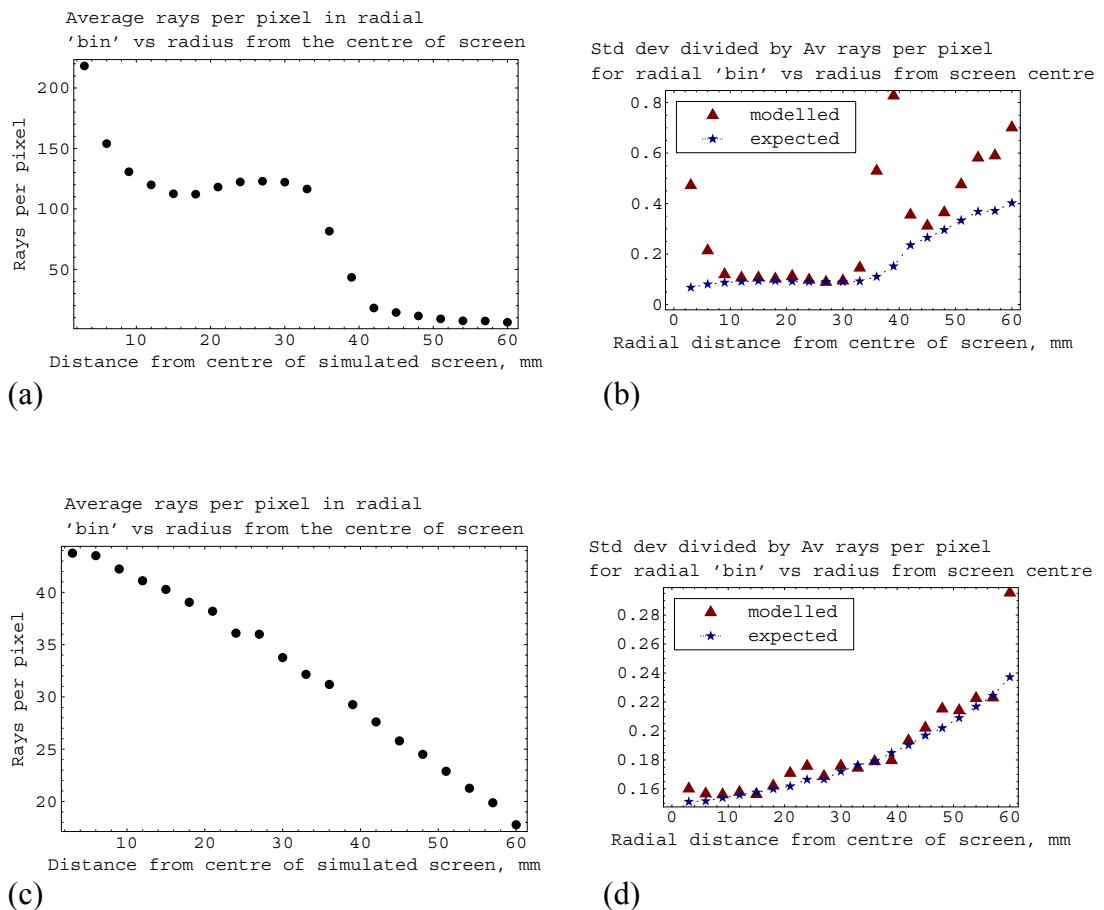 Average rays per pixel in radial
'bin' vs radius from the centre of screen
200
150
100
50
Rays per pixel
10 20 30 40 50 60
Distance from centre of simulated screen, mm
(a)
Std dev divided by Av rays per pixel
for radial 'bin' vs radius from screen centre
modelled
expected
0.8
0.6
0.4
0.2
0
0 10 20 30 40 50 60
Radial distance from centre of screen, mm
(b)
Average rays per pixel in radial
'bin' vs radius from the centre of screen
40
35
30
25
20
Rays per pixel
10 20 30 40 50 60
Distance from centre of simulated screen, mm
(c)
Std dev divided by Av rays per pixel
for radial 'bin' vs radius from screen centre
modelled
expected
0.28
0.26
0.24
0.22
0.2
0.18
0.16
0 10 20 30 40 50 60
Radial distance from centre of screen, mm
(d)